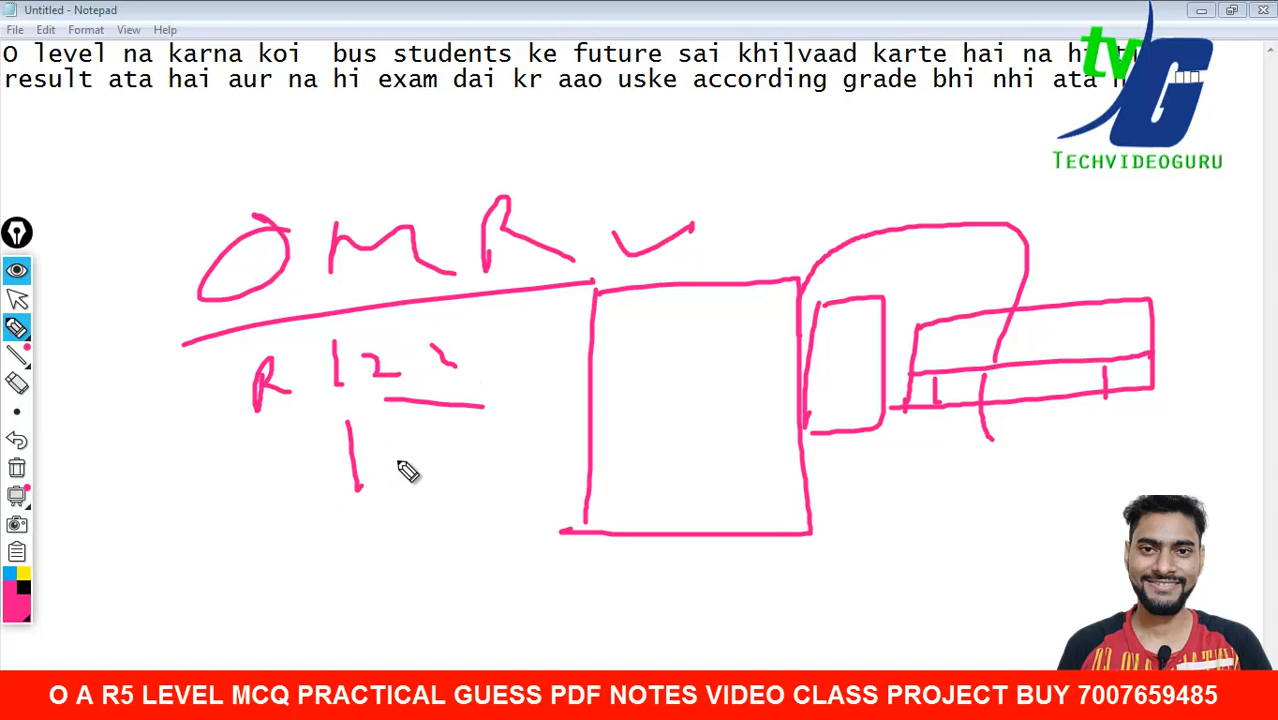 Untitled - Notepad
File Edit Format View Help
O level na karna koi  bus students ke future sai khilvaad karte hai na hi
result ata hai aur na hi exam dai kr aao uske according grade bhi nhi ata
tv G
TECHVIDEOGURU
OMR
R 12
1
O A R5 LEVEL MCQ PRACTICAL GUESS PDF NOTES VIDEO CLASS PROJECT BUY 7007659485